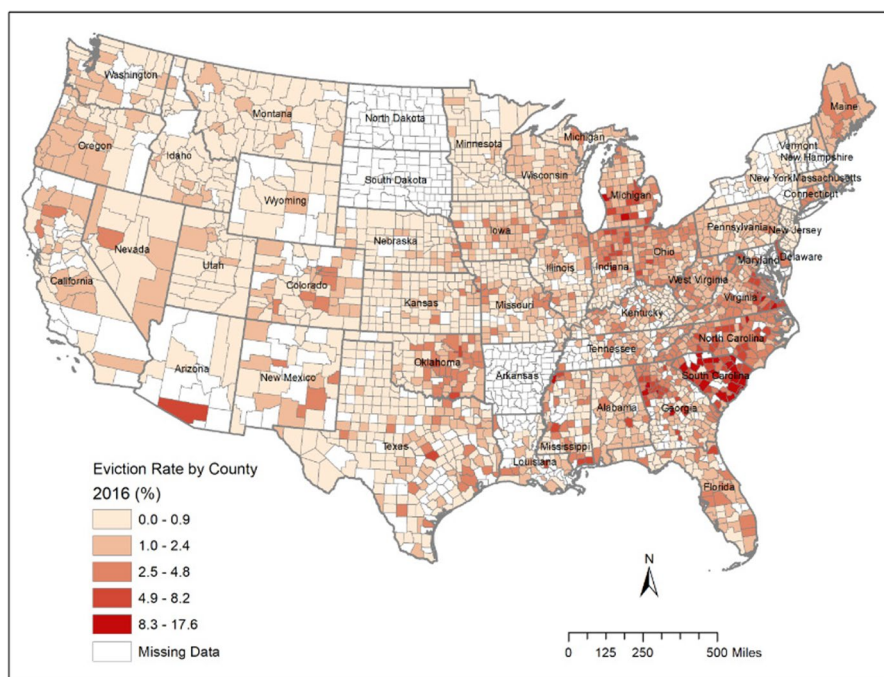 Washington
Montana
North Dakota
Minnesota
Michigan
Maine
Oregon
Idaho
South Dakota
Wisconsin
Vermont
New Hampshire
Wyoming
Michigan
New York
Massachusetts
Connecticut
Nevada
Nebraska
Iowa
Pennsylvania
New Jersey
Utah
Colorado
Illinois
Indiana
Ohio
Maryland
Delaware
California
Kansas
Missouri
West Virginia
Virginia
Kentucky
Arizona
New Mexico
Oklahoma
Arkansas
Tennessee
North Carolina
South Carolina
Texas
Louisiana
Mississippi
Alabama
Georgia
Florida
Eviction Rate by County
2016 (%)
0.0 - 0.9
1.0 - 2.4
2.5 - 4.8
4.9 - 8.2
8.3 - 17.6
Missing Data
N
0 125 250 500 Miles